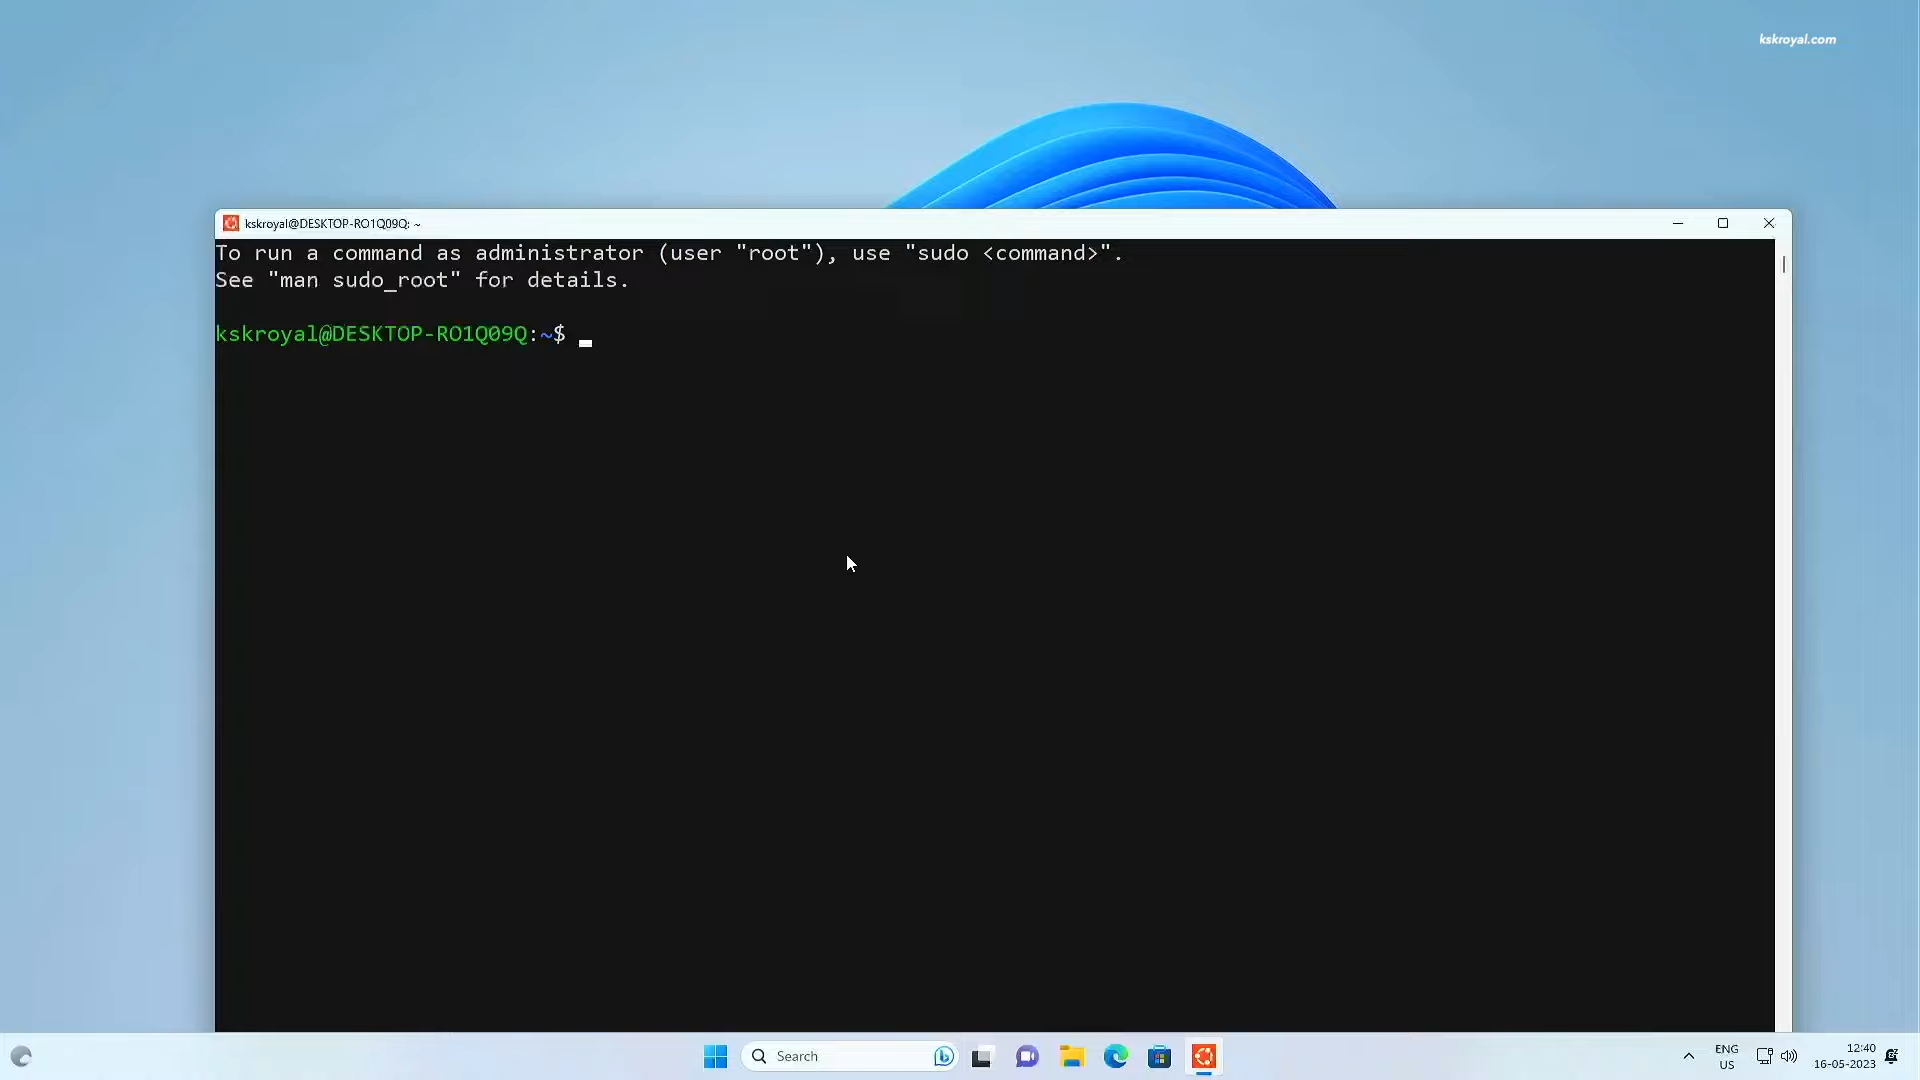 kskroyal.com
kskroyal@DESKTOP-RO1Q09Q: ~
To run a command as administrator (user "root"), use "sudo <command>".
See "man sudo_root" for details.
kskroyal@DESKTOP-RO1Q09Q:~$
Search
ENG
US
12:40
16-05-2023